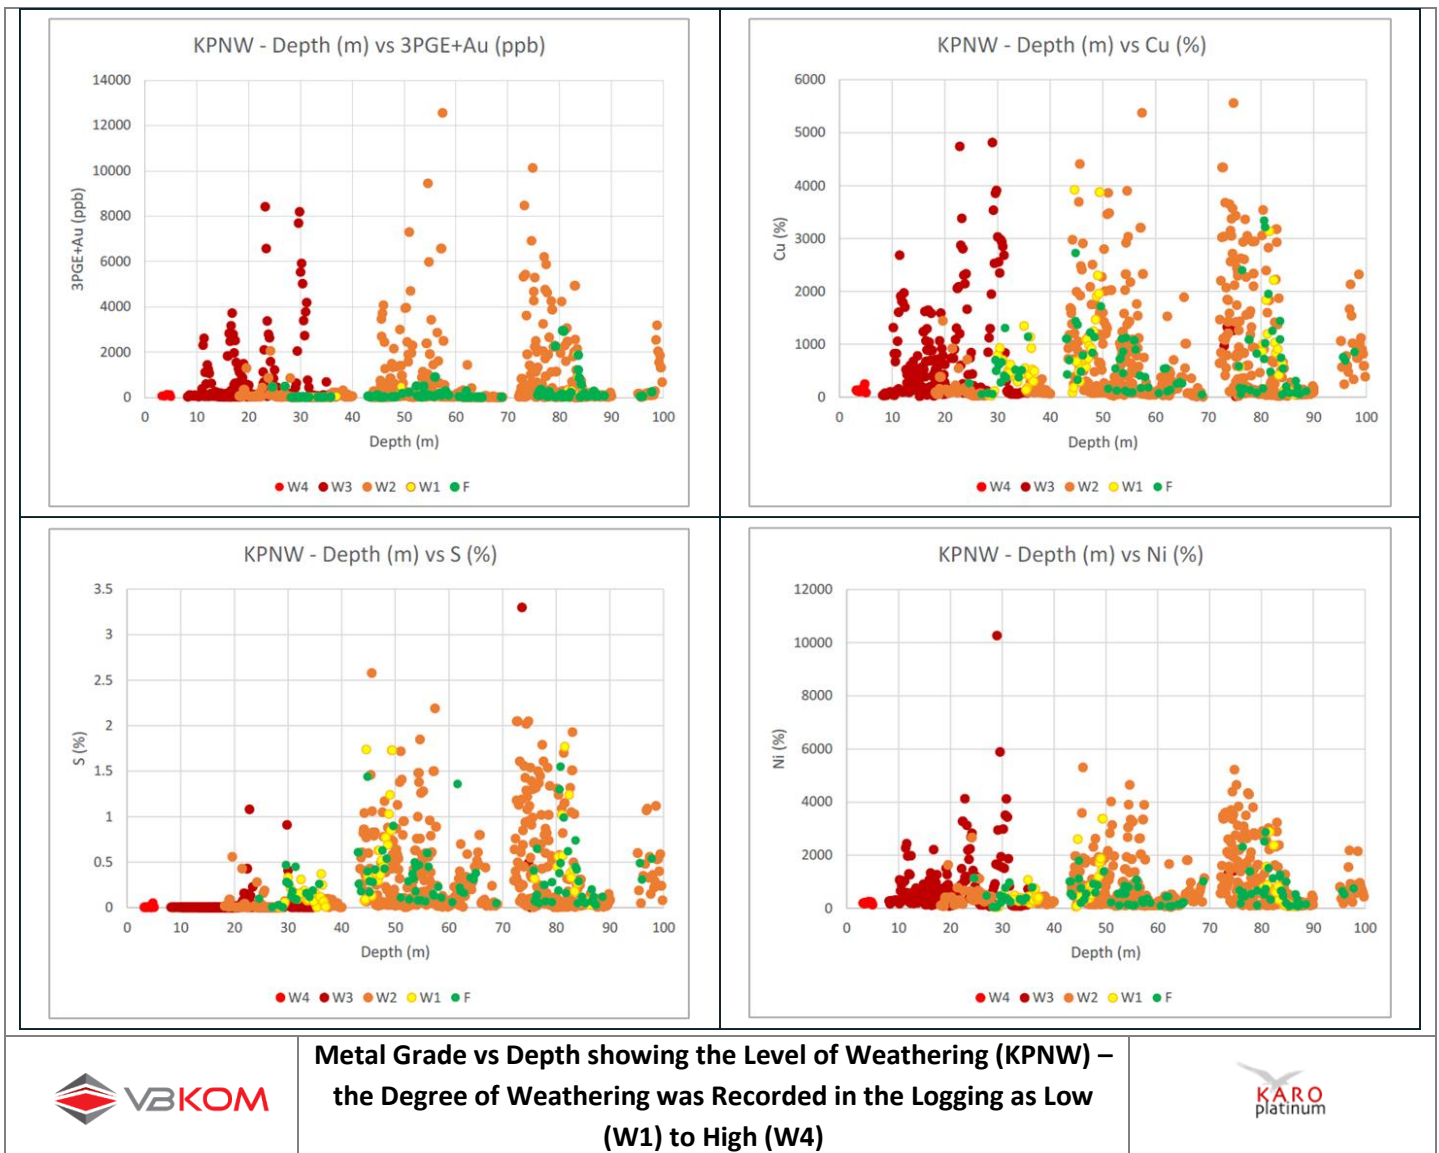 KPNW - Depth (m) vs 3PGE+Au (ppb)
14000
12000
10000
8000
6000
4000
2000
0
3PGE+Au (ppb)
0 10 20 30 40 50 60 70 80 90 100
Depth (m)
W4 W3 W2 W1 F
KPNW - Depth (m) vs Cu (%)
6000
5000
4000
3000
2000
1000
0
Cu (%)
0 10 20 30 40 50 60 70 80 90 100
Depth (m)
W4 W3 W2 W1 F
KPNW - Depth (m) vs S (%)
3.5
3
2.5
2
1.5
1
0.5
0
S (%)
0 10 20 30 40 50 60 70 80 90 100
Depth (m)
W4 W3 W2 W1 F
KPNW - Depth (m) vs Ni (%)
12000
10000
8000
6000
4000
2000
0
Ni (%)
0 10 20 30 40 50 60 70 80 90 100
Depth (m)
W4 W3 W2 W1 F
VBKOM
Metal Grade vs Depth showing the Level of Weathering (KPNW) –
the Degree of Weathering was Recorded in the Logging as Low
(W1) to High (W4)
KARO
platinum